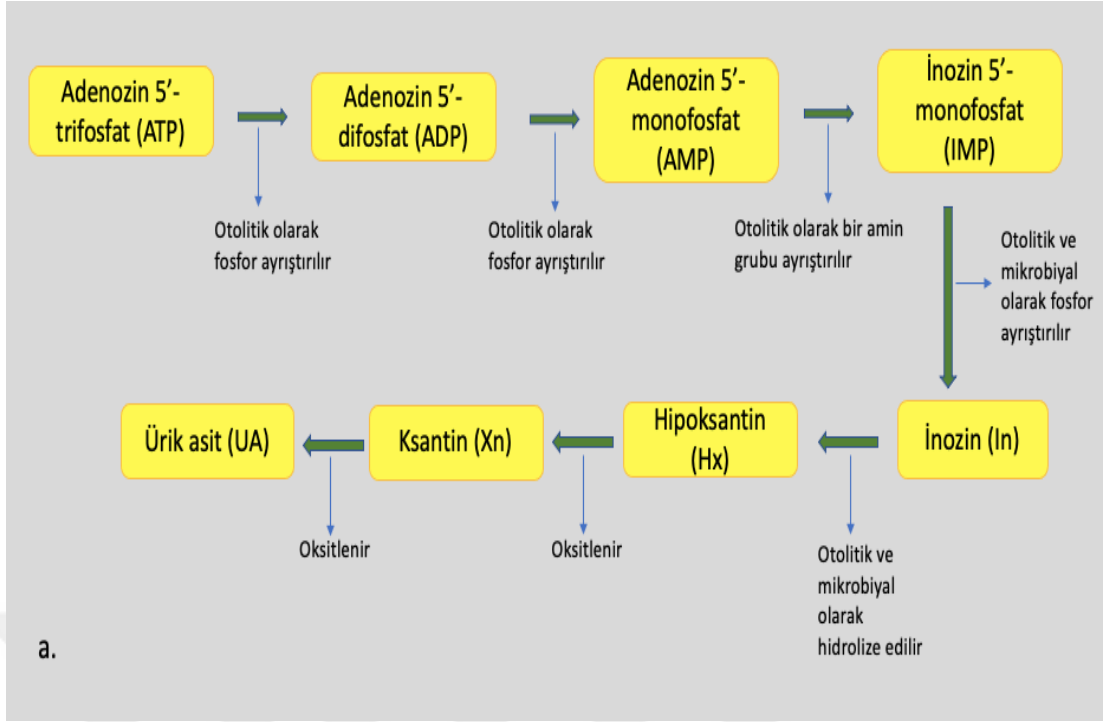 Adenozin 5’-
trifosfat (ATP)
Adenozin 5’-
difosfat (ADP)
Adenozin 5’-
monofosfat
(AMP)
İnozin 5’-
monofosfat
(IMP)
Otolitik olarak
fosfor ayrıştırılır
Otolitik olarak
fosfor ayrıştırılır
Otolitik olarak bir amin
grubu ayrıştırılır
Otolitik ve
mikrobiyal
olarak fosfor
ayrıştırılır
İnozin (In)
Hipoksantin
(Hx)
Ksantin (Xn)
Ürik asit (UA)
Otolitik ve
mikrobiyal
olarak
hidrolize edilir
Oksitlenir
Oksitlenir
a.